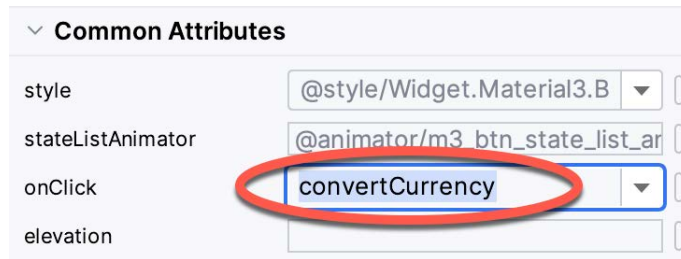 Common Attributes
style @style/Widget.Material3.B
stateListAnimator @animator/m3_btn_state_list_ar
onClick convertCurrency
elevation